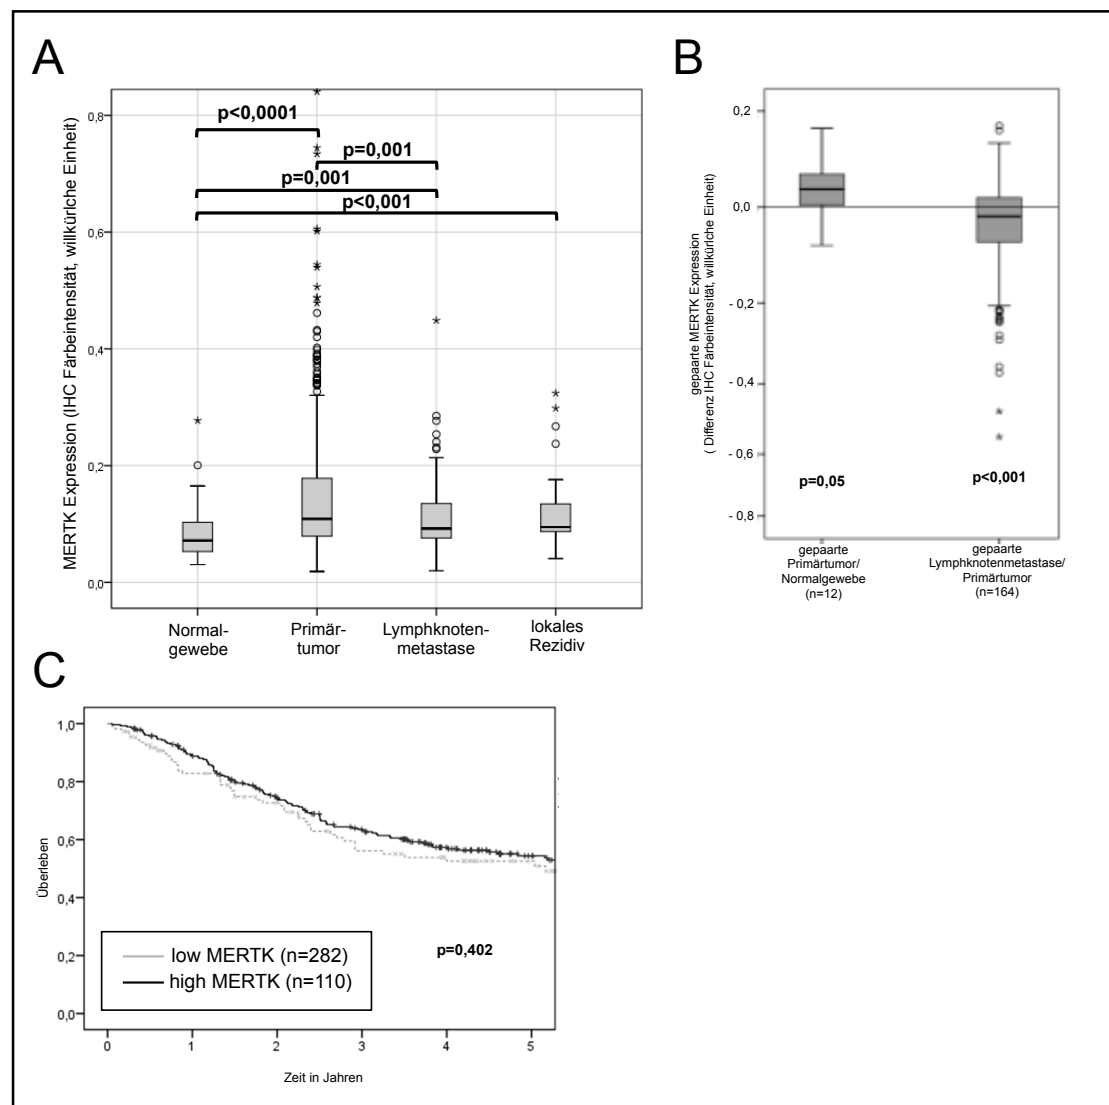 A
MERTK Expression (IHC Färbeintensität, willkürlche Einheit)
0,8
0,6
0,4
0,2
0,0
p<0,0001
p=0,001
p=0,001
p<0,001
Normal-
gewebe
Primär-
tumor
Lymphknoten-
metastase
lokales
Rezidiv
B
gepaarte MERTK Expression
( Differenz IHC Färbeintensität, willkürlche Einheit)
0,2
0,0
- 0,2
- 0,4
- 0,6
- 0,8
p=0,05
p<0,001
gepaarte
Primärtumor/
Normalgewebe
(n=12)
gepaarte
Lymphknotenmetastase/
Primärtumor
(n=164)
C
Überleben
1,0
0,8
0,6
0,4
0,2
0,0
low MERTK (n=282)
high MERTK (n=110)
p=0,402
0 1 2 3 4 5
Zeit in Jahren